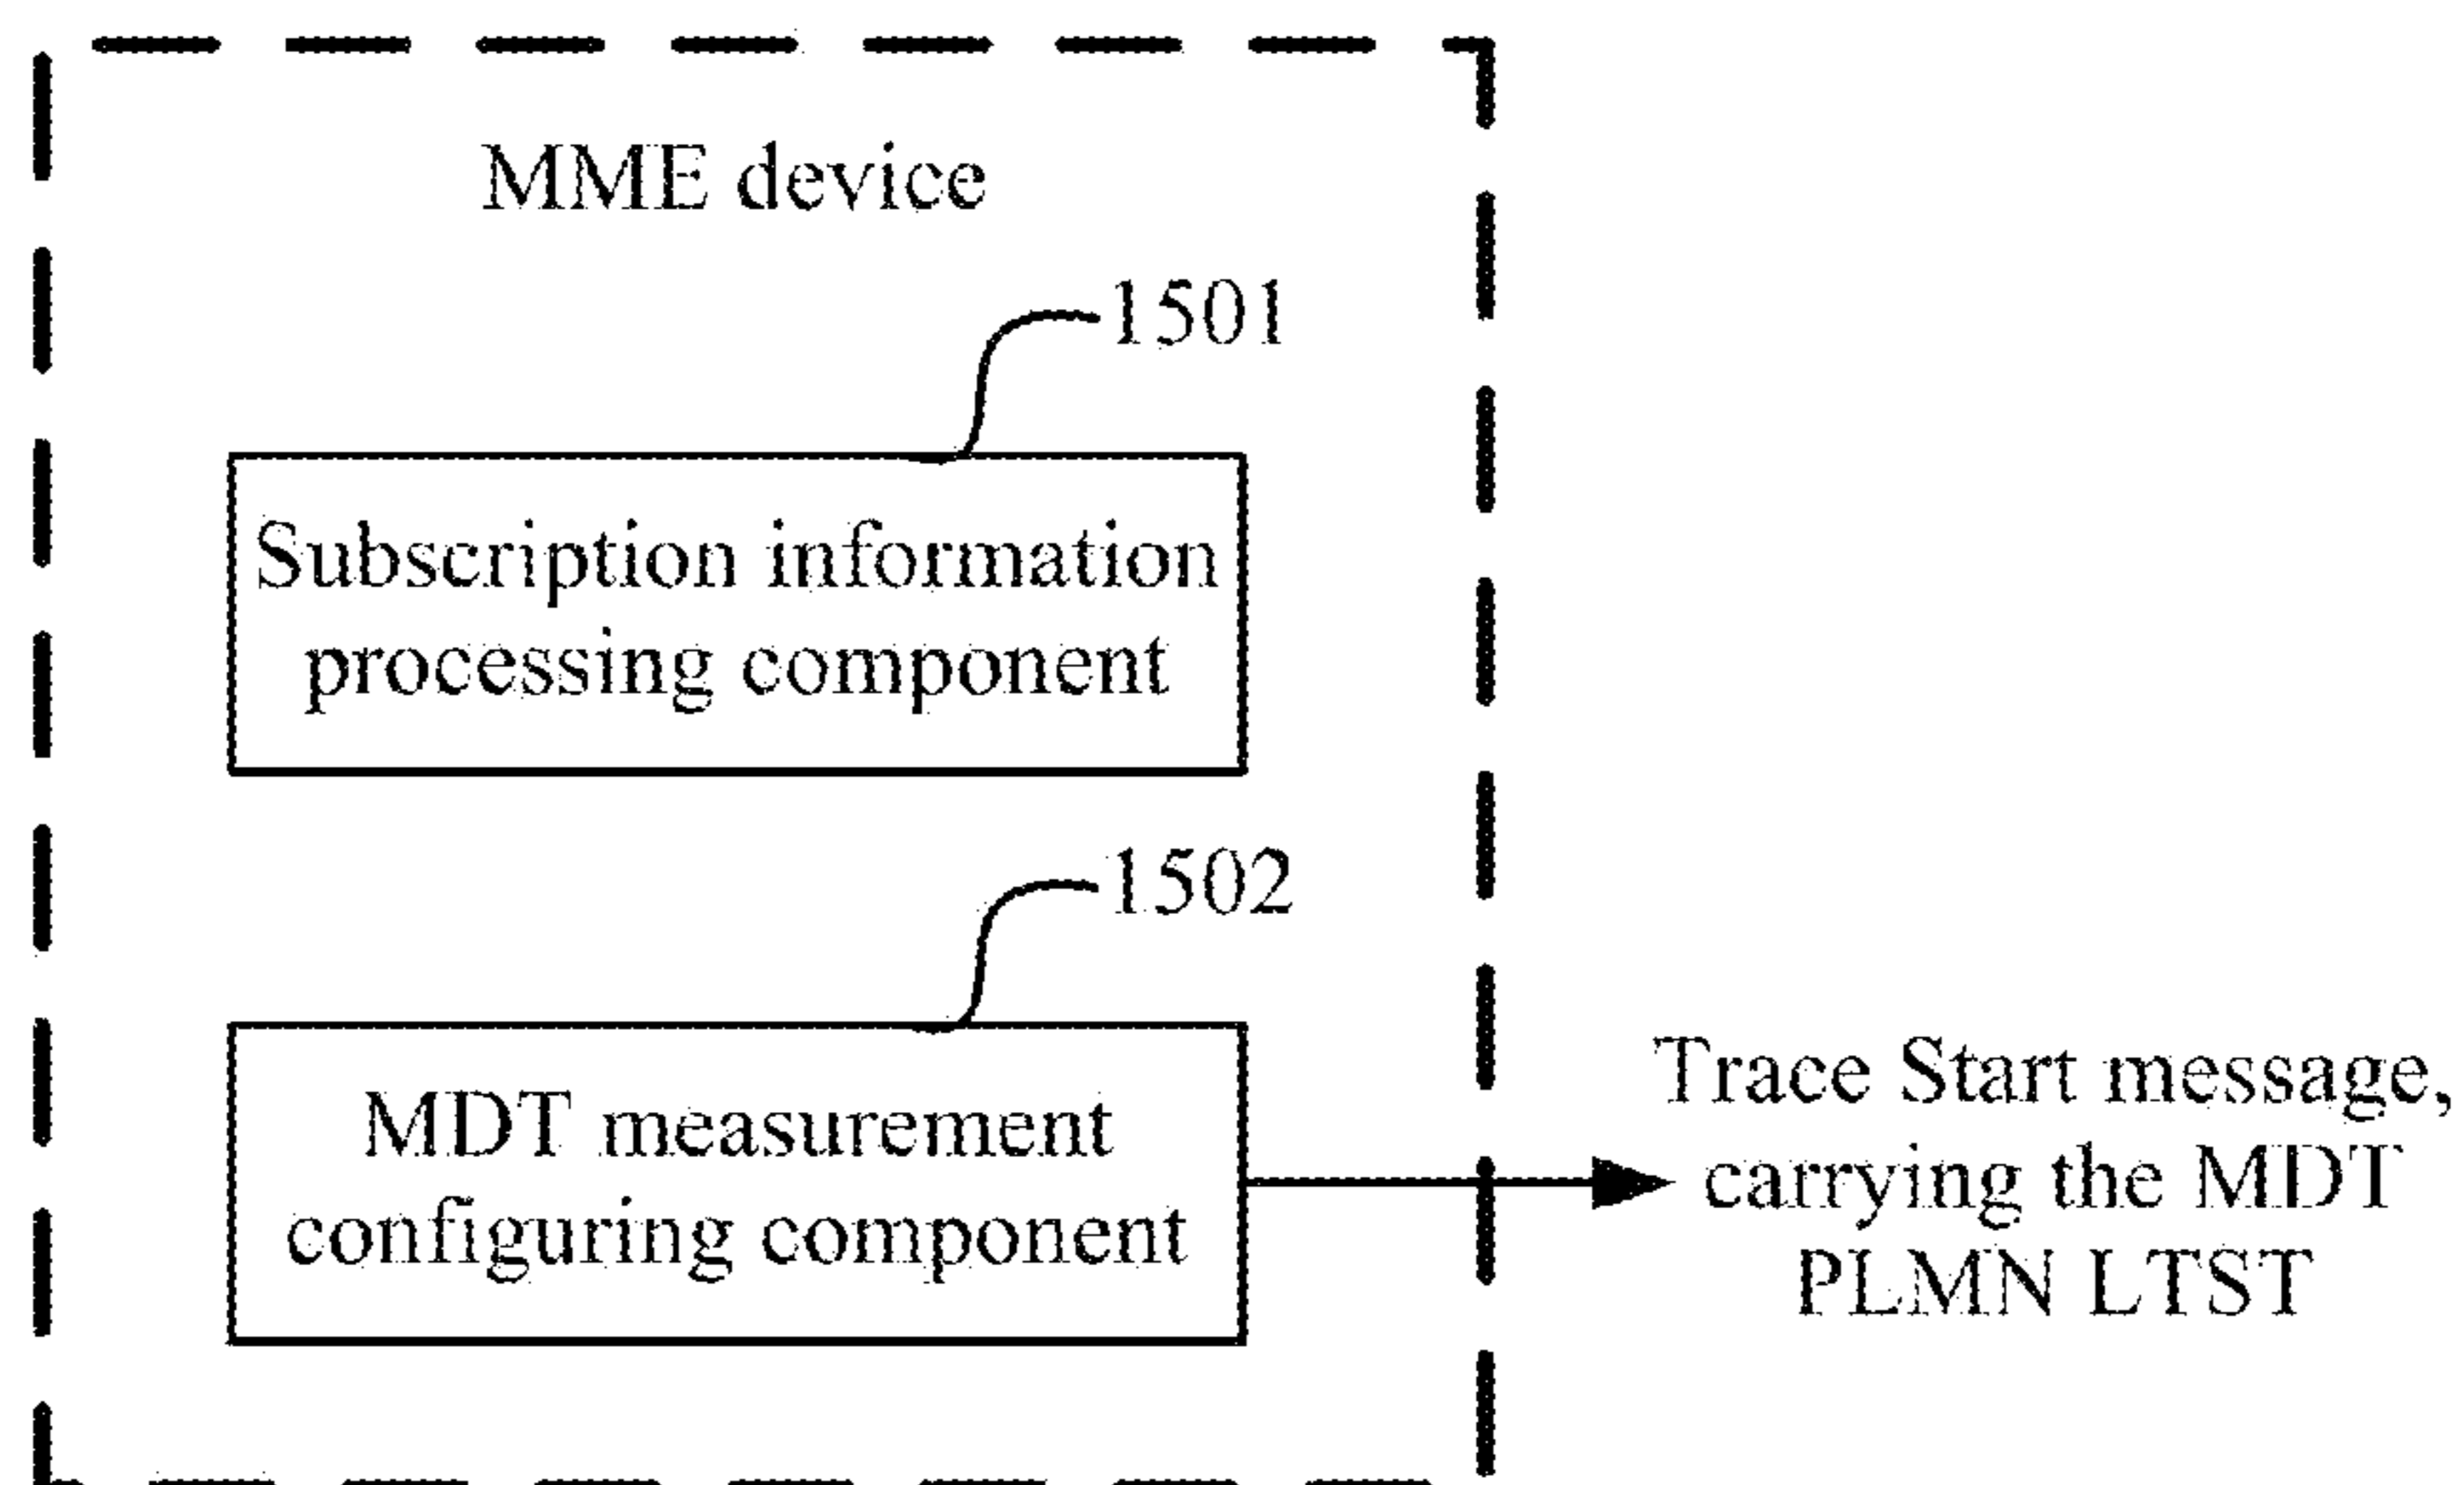 MME device
1501
Subscription information
processing component
1502
MDT measurement
configuring component
Trace Start message,
carrying the MDT
PLMN LTST